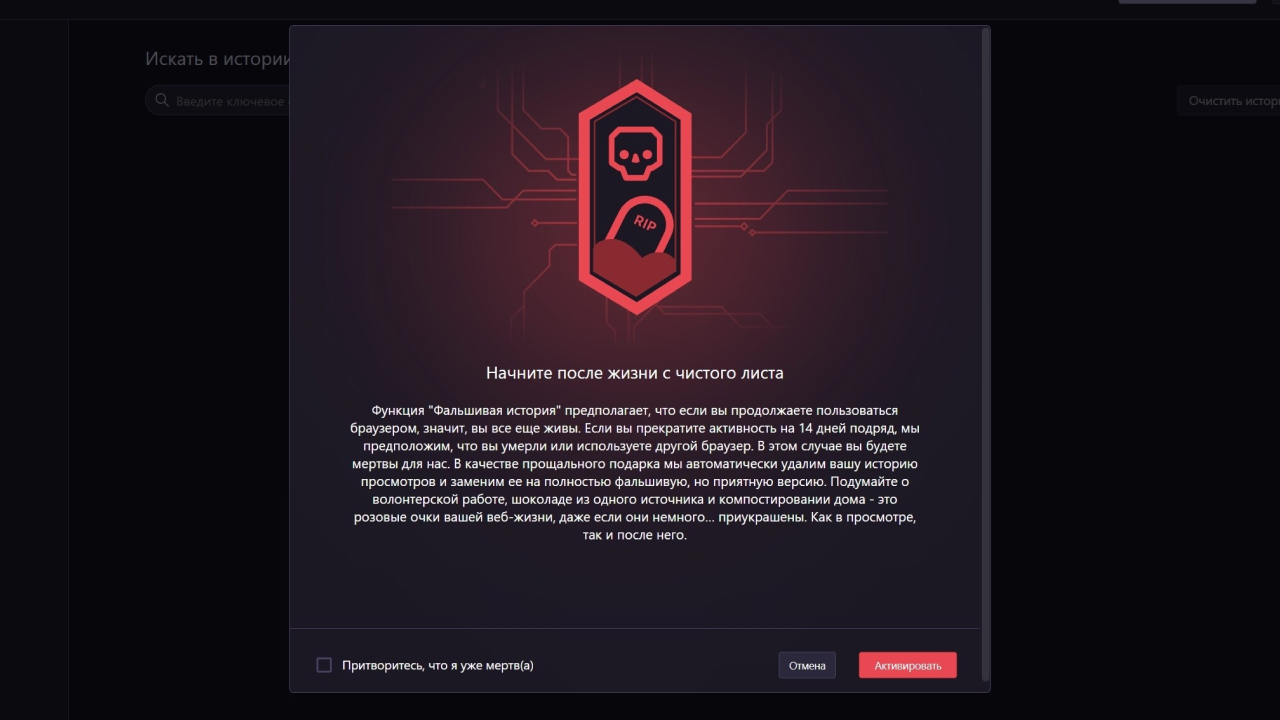 Искать в истории
Введите ключевое
Очистить истор
RIP
Начните после жизни с чистого листа
Функция "Фальшивая история" предполагает, что если вы продолжаете пользоваться
браузером, значит, вы все еще живы. Если вы прекратите активность на 14 дней подряд, мы
предположим, что вы умерли или используете другой браузер. В этом случае вы будете
мертвы для нас. В качестве прощального подарка мы автоматически удалим вашу историю
просмотров и заменим ее на полностью фальшивую, но приятную версию. Подумайте о
волонтерской работе, шоколаде из одного источника и компостировании дома - это
розовые очки вашей веб-жизни, даже если они немного... приукрашены. Как в просмотре,
так и после него.
Притворитесь, что я уже мертв(а)
Отмена
Активировать